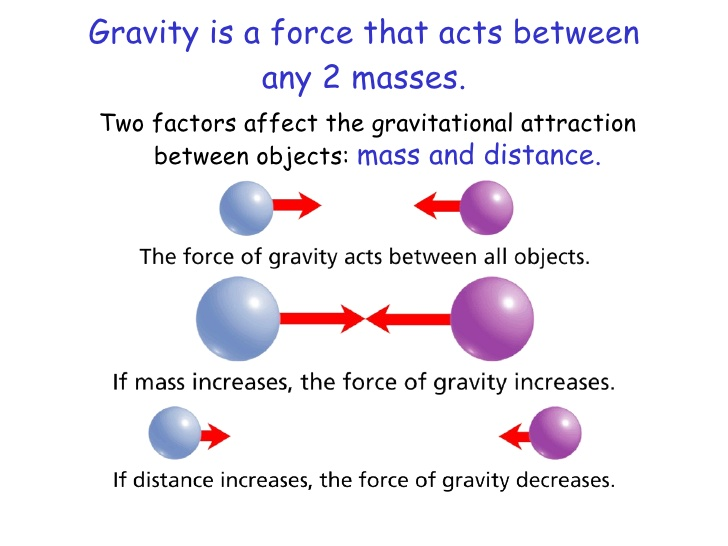 Gravity is a force that acts between
any 2 masses.
Two factors affect the gravitational attraction
between objects: mass and distance.
The force of gravity acts between all objects.
If mass increases, the force of gravity increases.
If distance increases, the force of gravity decreases.